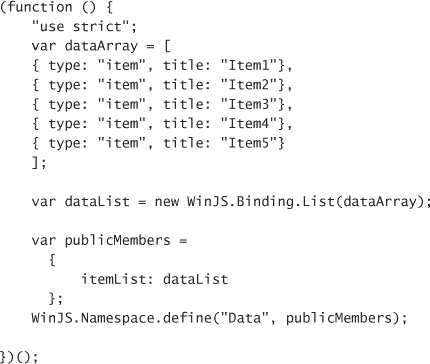 (function () {
    "use strict";
    var dataArray = [
    { type: "item", title: "Item1"},
    { type: "item", title: "Item2"},
    { type: "item", title: "Item3"},
    { type: "item", title: "Item4"},
    { type: "item", title: "Item5"}
    ];

    var dataList = new WinJS.Binding.List(dataArray);

    var publicMembers =
      {
          itemList: dataList
      };
    WinJS.Namespace.define("Data", publicMembers);

})();